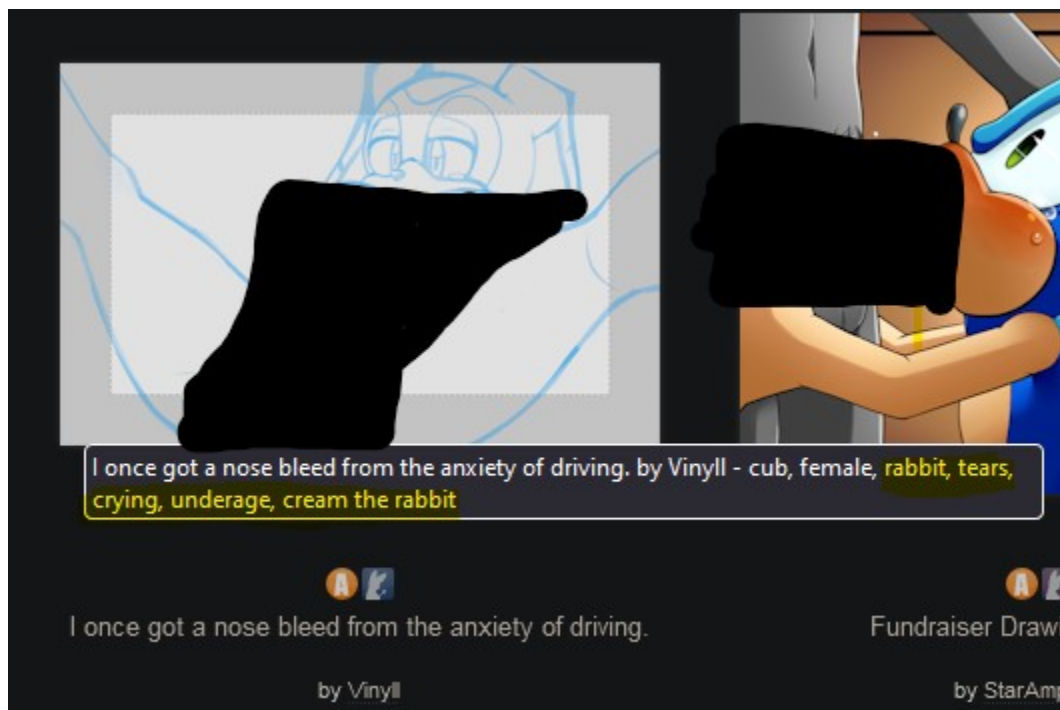 I once got a nose bleed from the anxiety of driving. by Vinyll - cub, female, rabbit, tears,
crying, underage, cream the rabbit
A
A
I once got a nose bleed from the anxiety of driving.
Fundraiser Draw
by Vinyll
by StarAmp